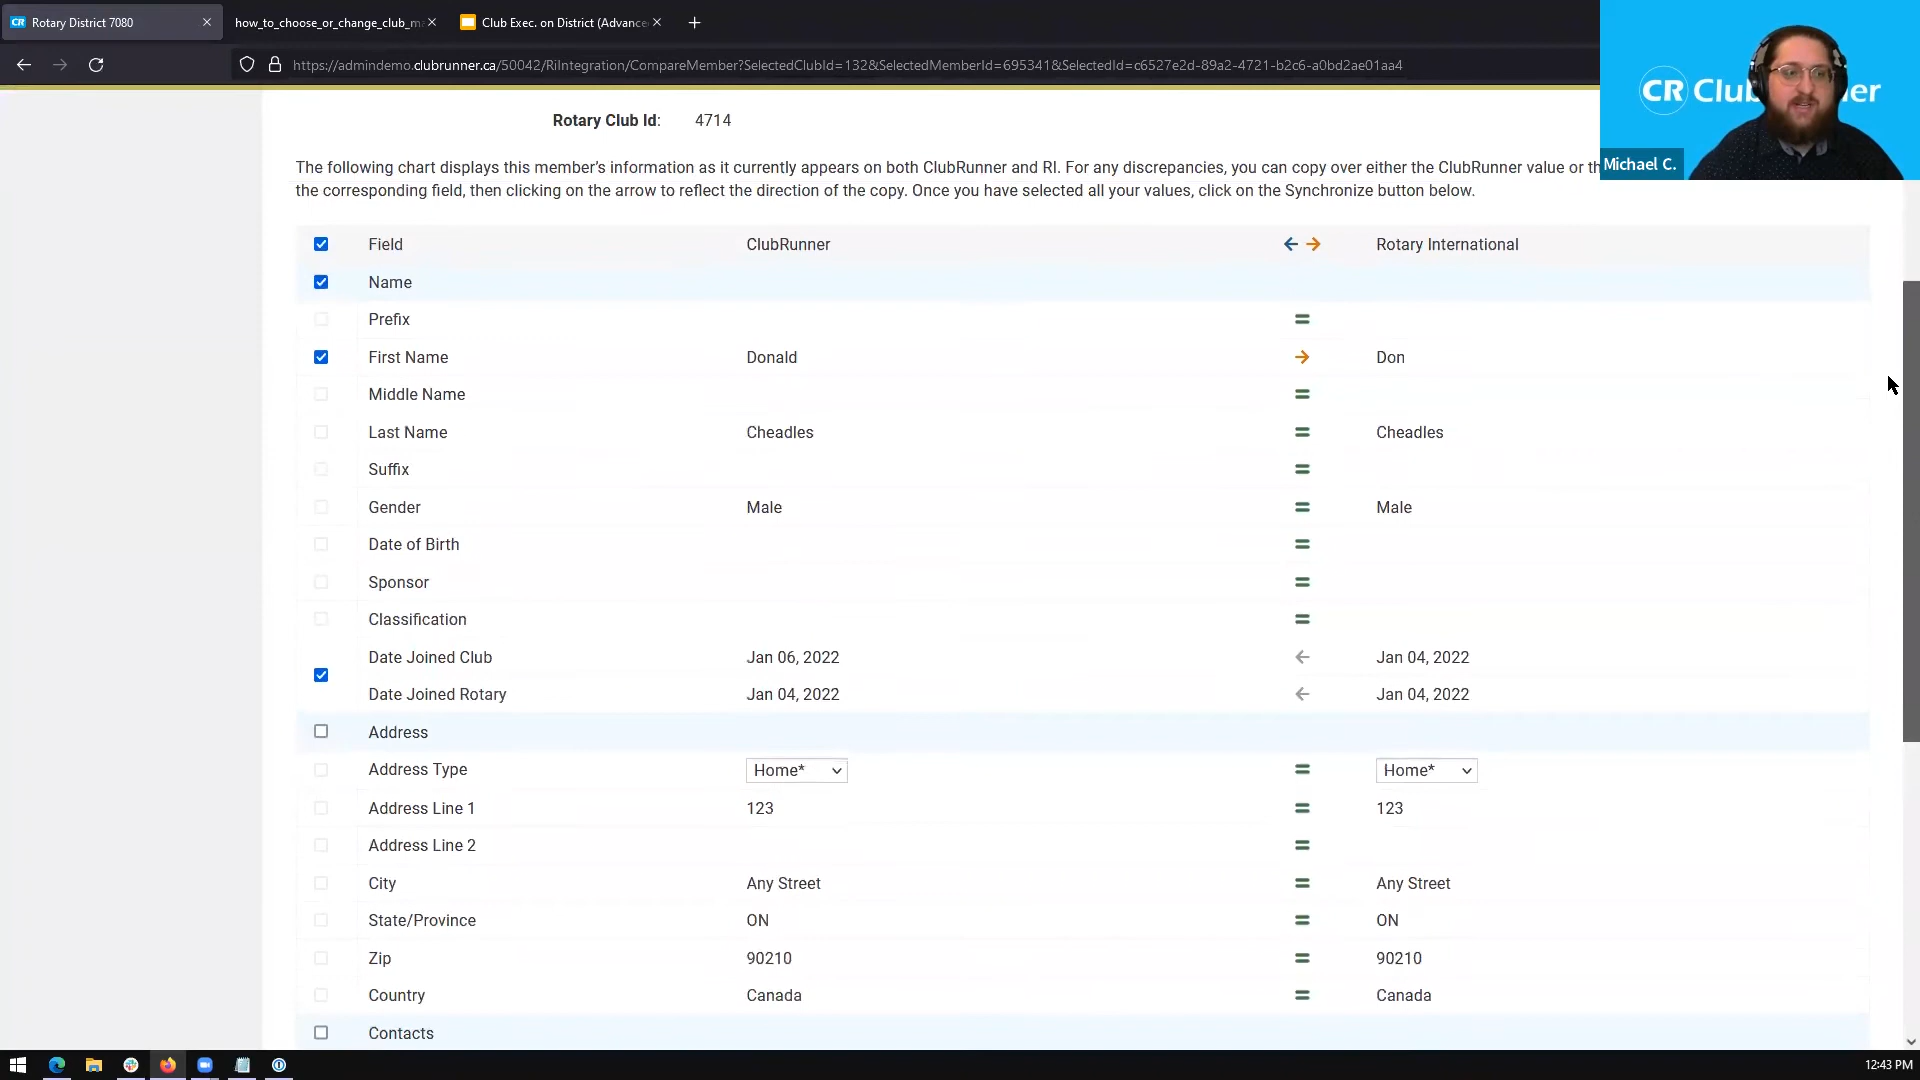 Rotary District 7080
how_to_choose_or_change_club_m
Club Exec. on District (Advance
https://admindemo.clubrunner.ca/50042/RiIntegration/CompareMember?SelectedClubId=132&SelectedMemberId=695341&SelectedId=c6527e2d-89a2-4721-b2c6-a0bd2ae01aa4
CR Clu er
Michael C.
Rotary Club Id: 4714
The following chart displays this member's information as it currently appears on both ClubRunner and RI. For any discrepancies, you can copy over either the ClubRunner value or th
the corresponding field, then clicking on the arrow to reflect the direction of the copy. Once you have selected all your values, click on the Synchronize button below.
Field ClubRunner Rotary International
Name
Prefix
First Name Donald Don
Middle Name
Last Name Cheadles Cheadles
Suffix
Gender Male Male
Date of Birth
Sponsor
Classification
Date Joined Club Jan 06, 2022 Jan 04, 2022
Date Joined Rotary Jan 04, 2022 Jan 04, 2022
Address
Address Type Home* Home*
Address Line 1 123 123
Address Line 2
City Any Street Any Street
State/Province ON ON
Zip 90210 90210
Country Canada Canada
Contacts
12:43 PM